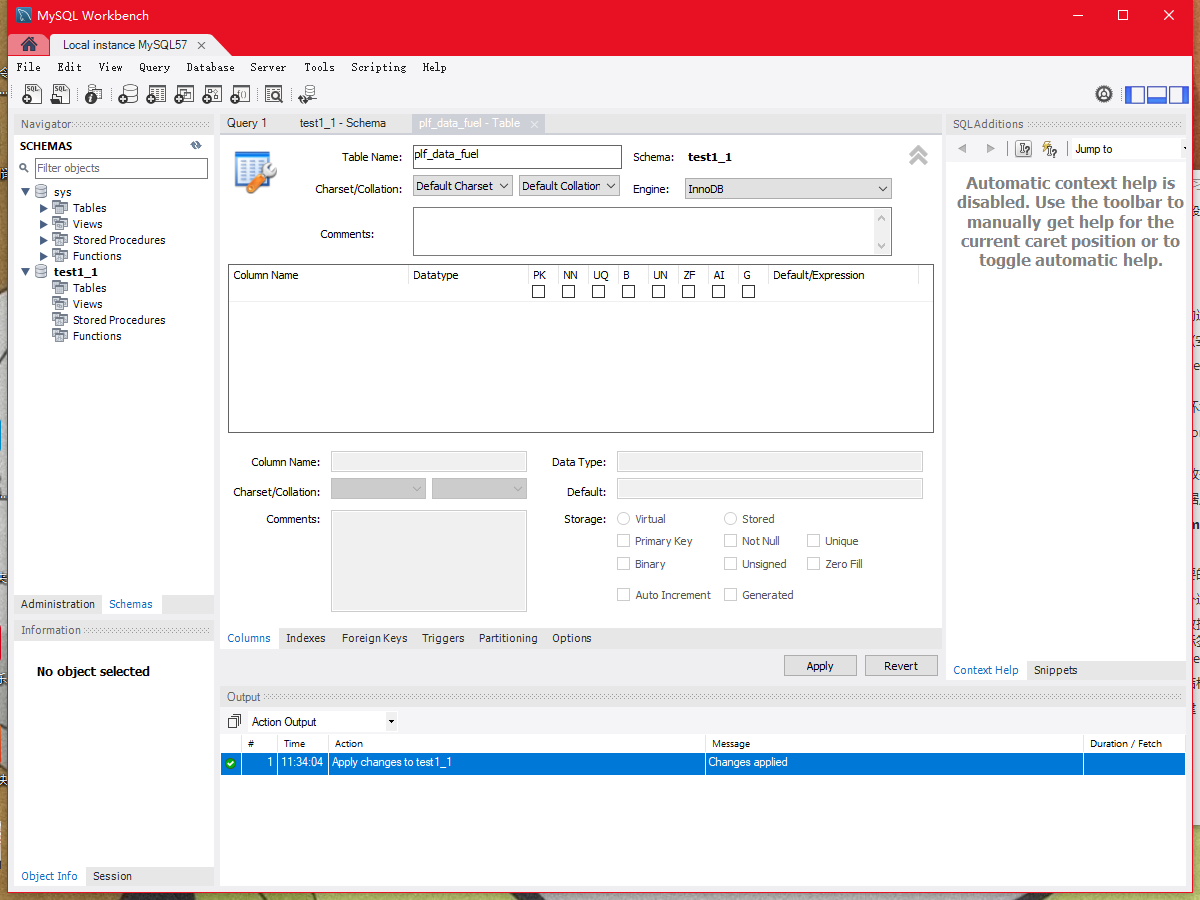 MySQL Workbench
Local instance MySQL57
File Edit View Query Database Server Tools Scripting Help
Navigator
SCHEMAS
Filter objects
sys
Tables
Views
Stored Procedures
Functions
test1_1
Tables
Views
Stored Procedures
Functions
Administration Schemas
Information
No object selected
Object Info Session
Query 1 test1_1 - Schema plf_data_fuel - Table
Table Name: plf_data_fuel Schema: test1_1
Charset/Collation: Default Charset Default Collation Engine: InnoDB
Comments:
Column Name Datatype PK NN UQ B UN ZF AI G Default/Expression
Column Name: Data Type:
Charset/Collation: Default:
Comments: Storage: Virtual Stored
Primary Key Not Null Unique
Binary Unsigned Zero Fill
Auto Increment Generated
Columns Indexes Foreign Keys Triggers Partitioning Options
Apply Revert
SQLAdditions
Jump to
Automatic context help is
disabled. Use the toolbar to
manually get help for the
current caret position or to
toggle automatic help.
Context Help Snippets
Output
Action Output
# Time Action Message Duration / Fetch
1 11:34:04 Apply changes to test1_1 Changes applied